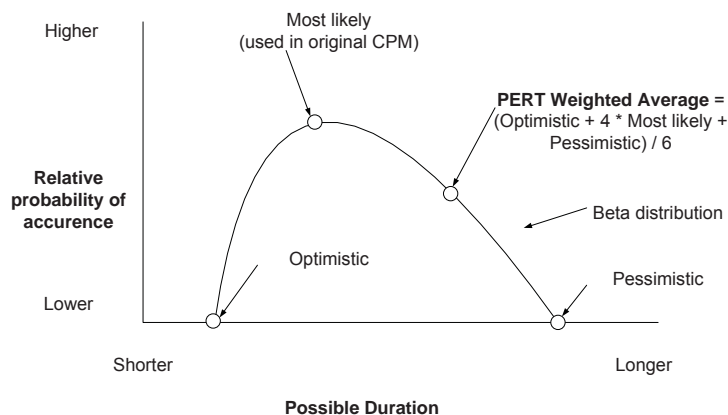 Higher
Most likely
(used in original CPM)
PERT Weighted Average =
(Optimistic + 4 * Most likely +
Pessimistic) / 6
Relative
probability of
accurence
Beta distribution
Optimistic
Pessimistic
Lower
Shorter
Longer
Possible Duration